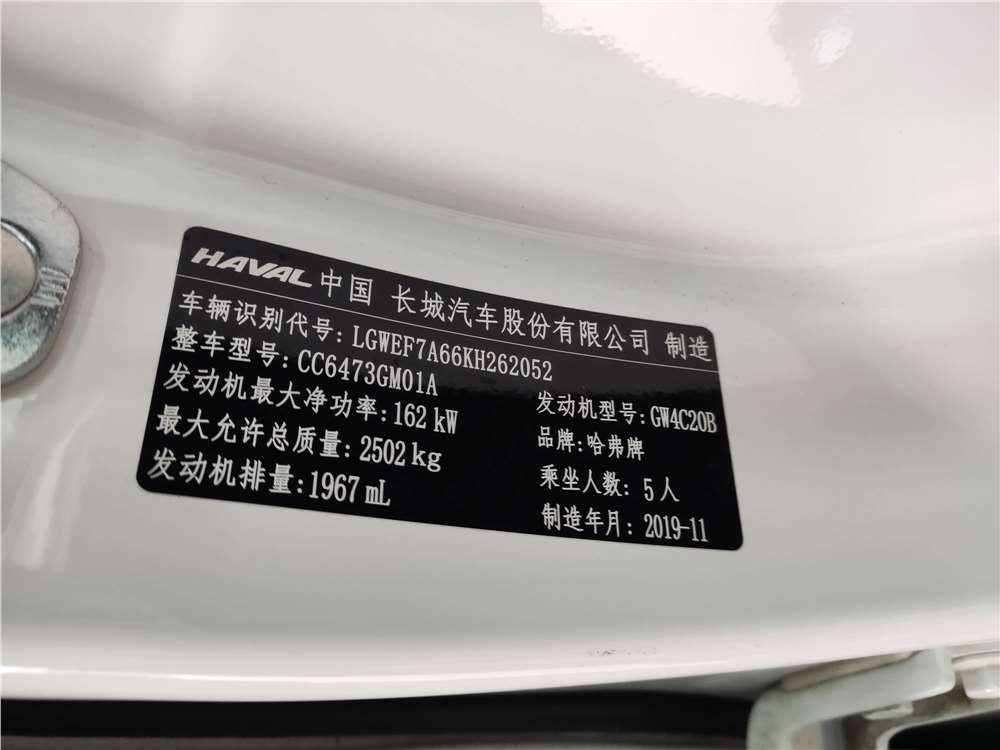 HAVAL 中国 长城汽车股份有限公司 制造
车辆识别代号: LGWEF7A66KH262052
整车型号: CC6473GM01A
发动机型号: GW4C20B
发动机最大净功率: 162 kW
品牌: 哈弗牌
最大允许总质量: 2502 kg
乘坐人数: 5 人
发动机排量: 1967 mL
制造年月: 2019-11